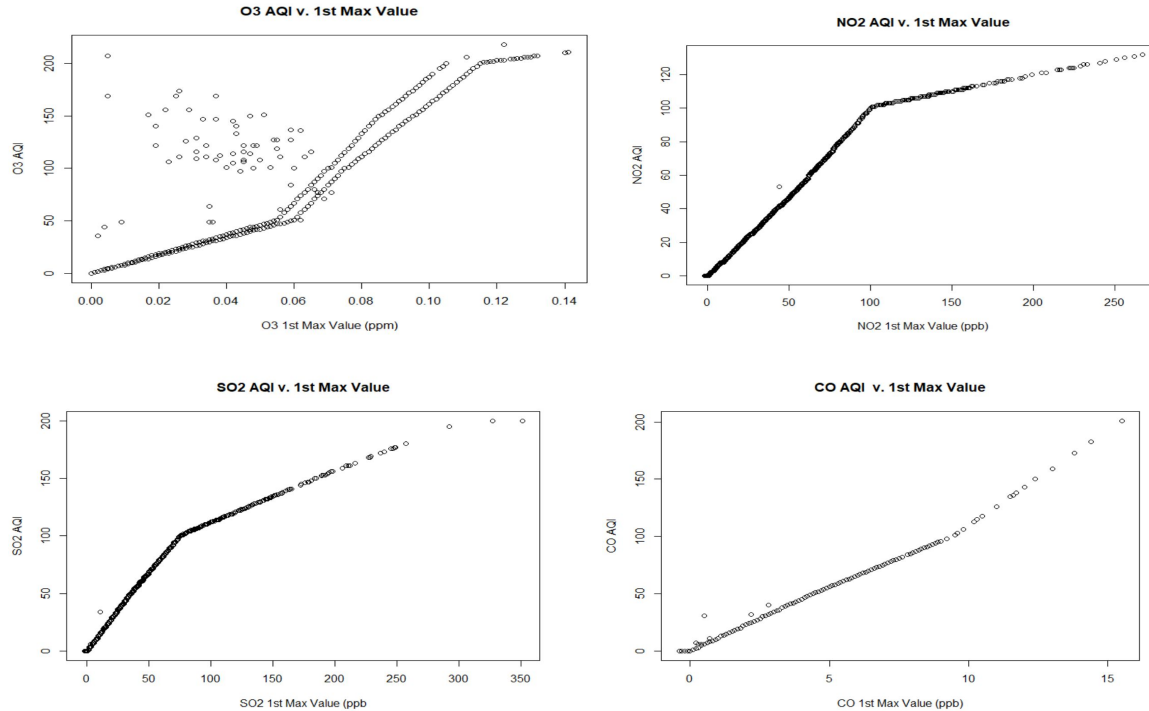 O3 AQI v. 1st Max Value
O3 AQI
200
150
100
50
0
0.00 0.02 0.04 0.06 0.08 0.10 0.12 0.14
O3 1st Max Value (ppm)
NO2 AQI v. 1st Max Value
NO2 AQI
120
100
80
60
40
20
0
0 50 100 150 200 250
NO2 1st Max Value (ppb)
SO2 AQI v. 1st Max Value
SO2 AQI
200
150
100
50
0
0 50 100 150 200 250 300 350
SO2 1st Max Value (ppb
CO AQI v. 1st Max Value
CO AQI
200
150
100
50
0
0 5 10 15
CO 1st Max Value (ppb)